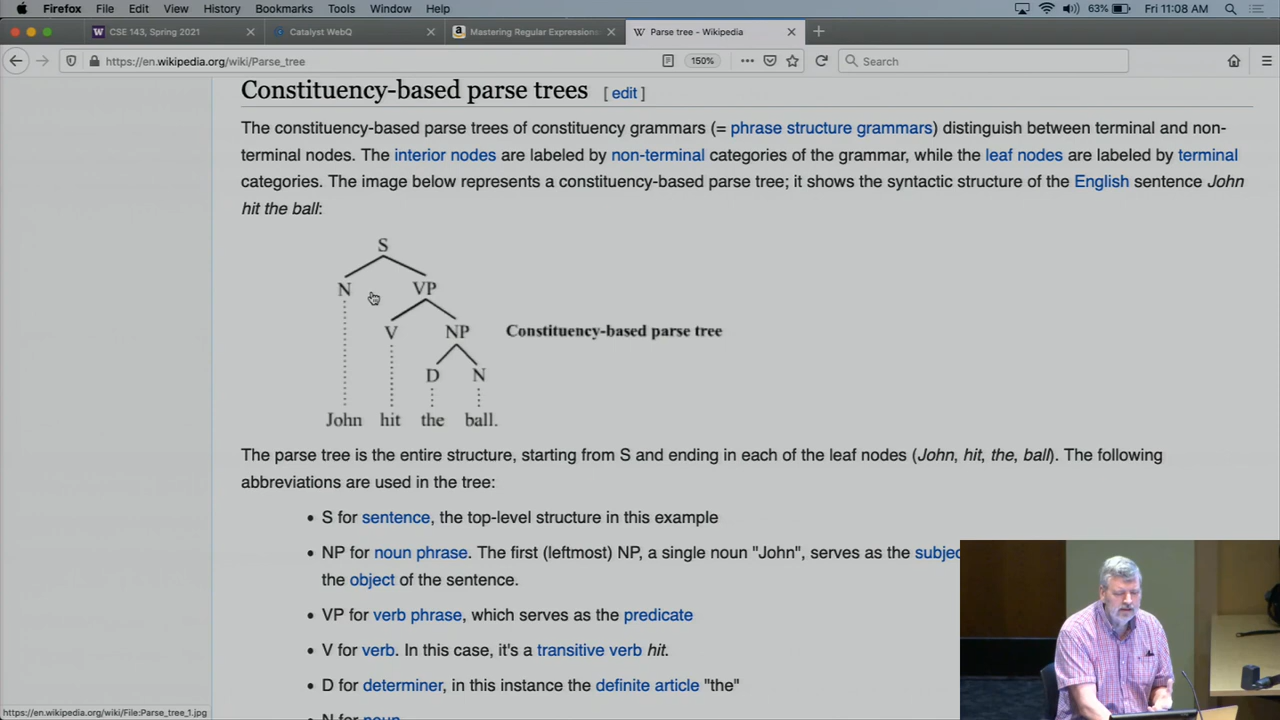 Firefox File Edit View History Bookmarks Tools Window Help 63% Fri 11:08 AM
CSE 143, Spring 2021 Catalyst WebQ Mastering Regular Expressions: Parse tree - Wikipedia
https://en.wikipedia.org/wiki/Parse_tree 150% Search
Constituency-based parse trees [ edit ]
The constituency-based parse trees of constituency grammars (= phrase structure grammars) distinguish between terminal and non-
terminal nodes. The interior nodes are labeled by non-terminal categories of the grammar, while the leaf nodes are labeled by terminal
categories. The image below represents a constituency-based parse tree; it shows the syntactic structure of the English sentence John
hit the ball:
S
N VP
V NP Constituency-based parse tree
D N
John hit the ball.
The parse tree is the entire structure, starting from S and ending in each of the leaf nodes (John, hit, the, ball). The following
abbreviations are used in the tree:
• S for sentence, the top-level structure in this example
• NP for noun phrase. The first (leftmost) NP, a single noun "John", serves as the
the object of the sentence.
• VP for verb phrase, which serves as the predicate
• V for verb. In this case, it's a transitive verb hit.
• D for determiner, in this instance the definite article "the"
• N for noun
https://en.wikipedia.org/wiki/File:Parse_tree_1.jpg